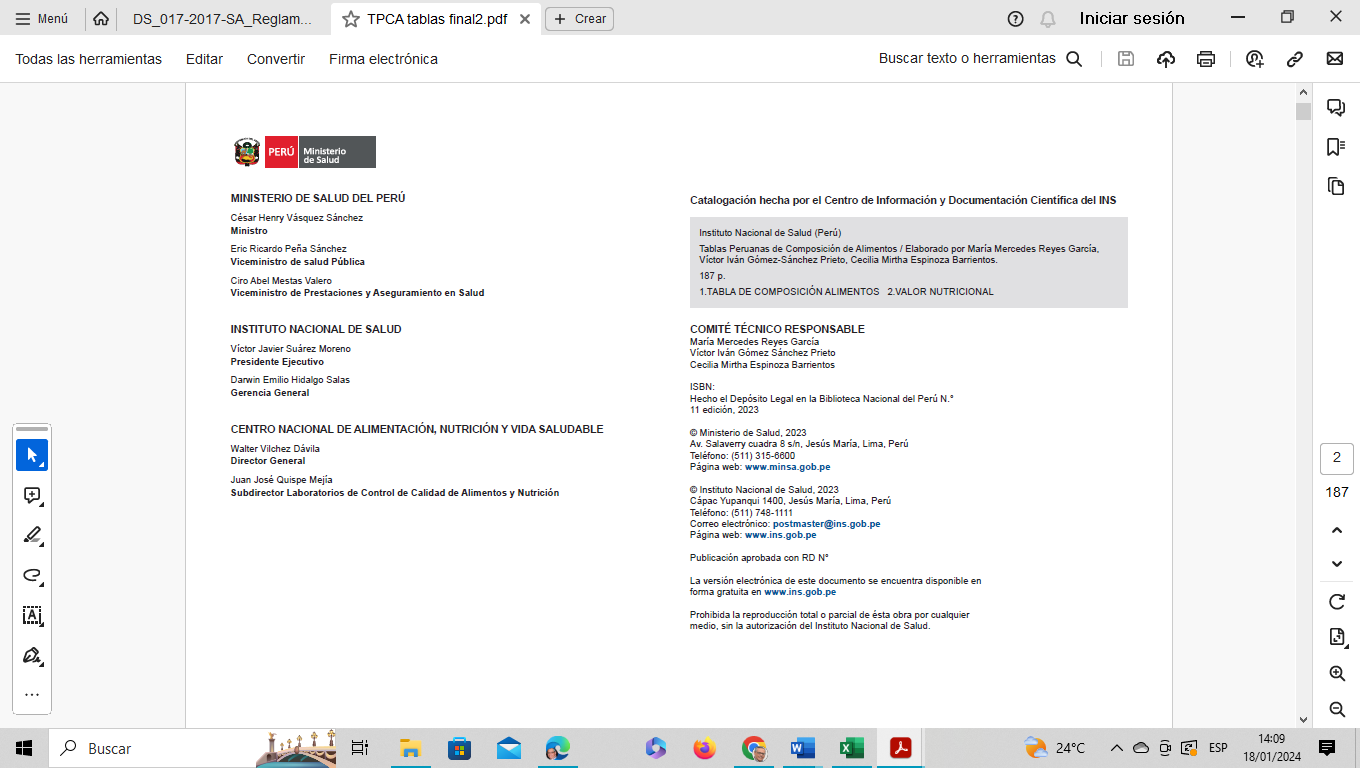 Menú
DS_017-2017-SA_Reglam...
TPCA tablas final2.pdf
Crear
Iniciar sesión
Todas las herramientas
Editar
Convertir
Firma electrónica
Buscar texto o herramientas
PERÚ
Ministerio
de Salud
MINISTERIO DE SALUD DEL PERÚ
César Henry Vásquez Sánchez
Ministro
Eric Ricardo Peña Sánchez
Viceministro de salud Pública
Ciro Abel Mestas Valero
Viceministro de Prestaciones y Aseguramiento en Salud
INSTITUTO NACIONAL DE SALUD
Víctor Javier Suárez Moreno
Presidente Ejecutivo
Darwin Emilio Hidalgo Salas
Gerencia General
CENTRO NACIONAL DE ALIMENTACIÓN, NUTRICIÓN Y VIDA SALUDABLE
Walter Vilchez Dávila
Director General
Juan José Quispe Mejía
Subdirector Laboratorios de Control de Calidad de Alimentos y Nutrición
Catalogación hecha por el Centro de Información y Documentación Científica del INS
Instituto Nacional de Salud (Perú)
Tablas Peruanas de Composición de Alimentos / Elaborado por María Mercedes Reyes García,
Víctor Iván Gómez-Sánchez Prieto, Cecilia Mirtha Espinoza Barrientos.
187 p.
1.TABLA DE COMPOSICIÓN ALIMENTOS 2.VALOR NUTRICIONAL
COMITÉ TÉCNICO RESPONSABLE
María Mercedes Reyes García
Víctor Iván Gómez Sánchez Prieto
Cecilia Mirtha Espinoza Barrientos
ISBN:
Hecho el Depósito Legal en la Biblioteca Nacional del Perú N.°
11 edición, 2023
© Ministerio de Salud, 2023
Av. Salaverry cuadra 8 s/n, Jesús María, Lima, Perú
Teléfono: (511) 315-6600
Página web: www.minsa.gob.pe
© Instituto Nacional de Salud, 2023
Cápac Yupanqui 1400, Jesús María, Lima, Perú
Teléfono: (511) 748-1111
Correo electrónico: postmaster@ins.gob.pe
Página web: www.ins.gob.pe
Publicación aprobada con RD N°
La versión electrónica de este documento se encuentra disponible en
forma gratuita en www.ins.gob.pe
Prohibida la reproducción total o parcial de ésta obra por cualquier
medio, sin la autorización del Instituto Nacional de Salud.
2
187
Buscar
24°C
ESP
14:09
18/01/2024